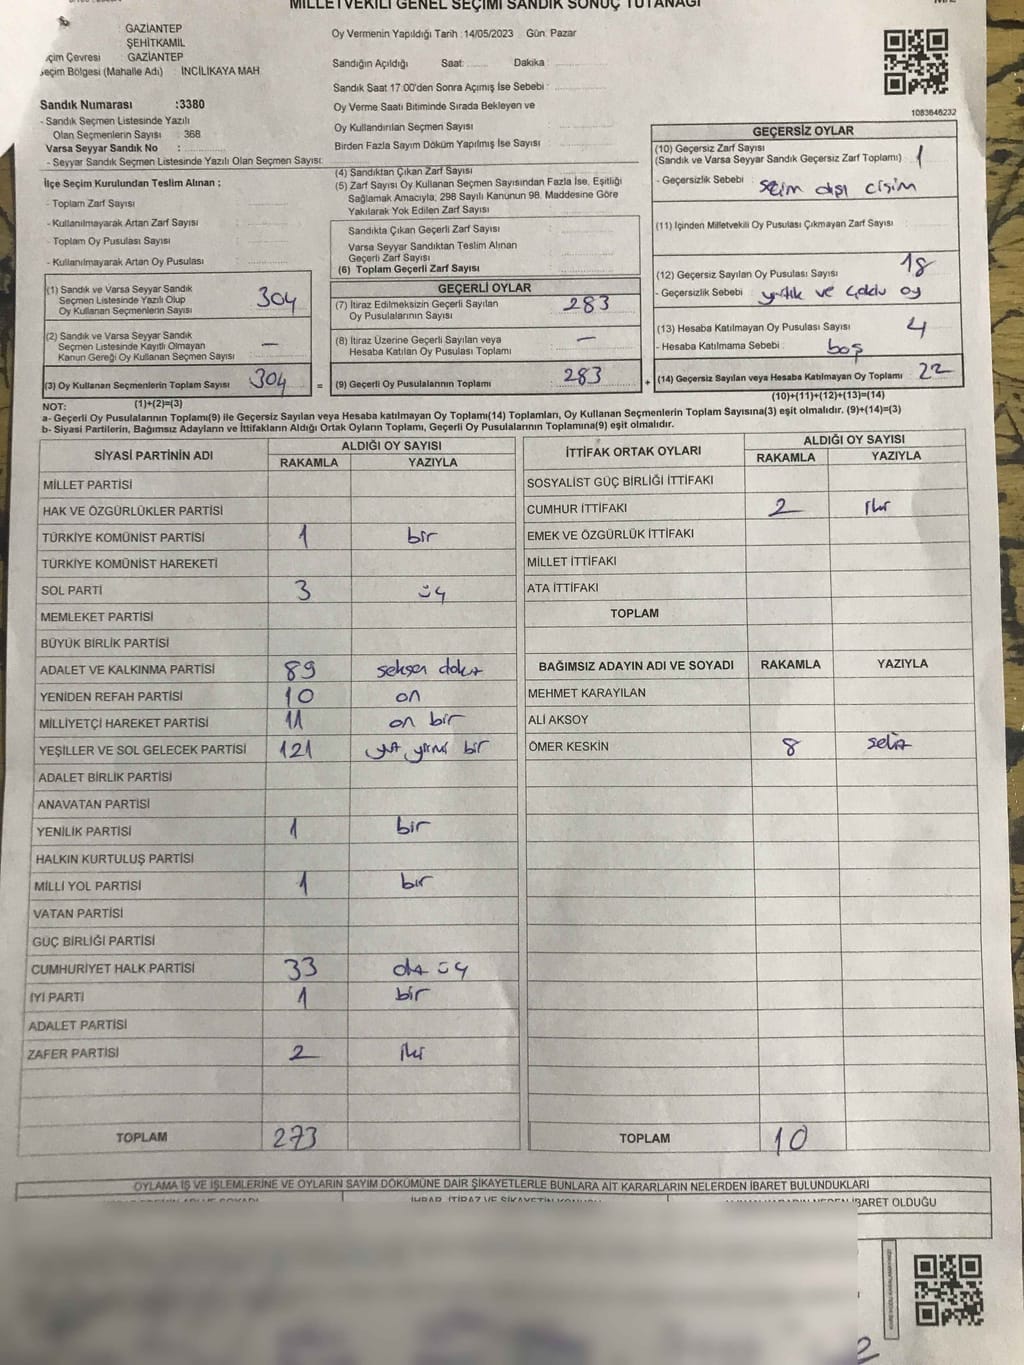 MİLLETVEKİLİ GENEL SEÇİMİ SANDIK SONUÇ TUTANAĞI
GAZİANTEP
ŞEHİTKAMİL
GAZİANTEP
Seçim Bölgesi (Mahalle Adı) : İNCİLİKAYA MAH
Oy Vermenin Yapıldığı Tarih :14/05/2023 Gün: Pazar
Sandığın Açıldığı Saat: Dakika :
Sandık Saat 17:00'den Sonra Açımış İse Sebebi :
Oy Verme Saati Bitiminde Sırada Bekleyen ve
Oy Kullandırılan Seçmen Sayısı
Birden Fazla Sayım Döküm Yapılmış İse Sayısı :
1083646232
Sandık Numarası :3380
- Sandık Seçmen Listesinde Yazılı
Olan Seçmenlerin Sayısı : 368
Varsa Seyyar Sandık No :
- Seyyar Sandık Seçmen Listesinde Yazılı Olan Seçmen Sayısı:
İlçe Seçim Kurulundan Teslim Alınan :
- Toplam Zarf Sayısı
- Kullanılmayarak Artan Zarf Sayısı
- Toplam Oy Pusulası Sayısı
- Kullanılmayarak Artan Oy Pusulası
(4) Sandıktan Çıkan Zarf Sayısı
(5) Zarf Sayısı Oy Kullanan Seçmen Sayısından Fazla İse, Eşitliği
Sağlamak Amacıyla, 298 Sayılı Kanunun 98. Maddesine Göre
Yakılarak Yok Edilen Zarf Sayısı
Sandıkta Çıkan Geçerli Zarf Sayısı
Varsa Seyyar Sandıktan Teslim Alınan
Geçerli Zarf Sayısı
(6) Toplam Geçerli Zarf Sayısı
GEÇERSİZ OYLAR
(10) Geçersiz Zarf Sayısı
(Sandık ve Varsa Seyyar Sandık Geçersiz Zarf Toplamı) 1
- Geçersizlik Sebebi : seçim dışı cisim
(11) İçinden Milletvekili Oy Pusulası Çıkmayan Zarf Sayısı
(12) Geçersiz Sayılan Oy Pusulası Sayısı 18
- Geçersizlik Sebebi : yırtık ve çoklu oy
(13) Hesaba Katılmayan Oy Pusulası Sayısı 4
- Hesaba Katılmama Sebebi : boş
(14) Geçersiz Sayılan veya Hesaba Katılmayan Oy Toplamı 22
(10)+(11)+(12)+(13)=(14)
(1) Sandık ve Varsa Seyyar Sandık
Seçmen Listesinde Yazılı Olup
Oy Kullanan Seçmenlerin Sayısı 304
(2) Sandık ve Varsa Seyyar Sandık
Seçmen Listesinde Kayıtlı Olmayan
Kanun Gereği Oy Kullanan Seçmen Sayısı —
(3) Oy Kullanan Seçmenlerin Toplam Sayısı 304 =
(1)+(2)=(3)
GEÇERLİ OYLAR
(7) İtiraz Edilmeksizin Geçerli Sayılan
Oy Pusulalarının Sayısı 283
(8) İtiraz Üzerine Geçerli Sayılan veya
Hesaba Katılan Oy Pusulası Toplamı —
(9) Geçerli Oy Pusulalarının Toplamı 283 +
NOT:
a- Geçerli Oy Pusulalarının Toplamı(9) ile Geçersiz Sayılan veya Hesaba katılmayan Oy Toplamı(14) Toplamları, Oy Kullanan Seçmenlerin Toplam Sayısına(3) eşit olmalıdır. (9)+(14)=(3)
b- Siyasi Partilerin, Bağımsız Adayların ve İttifakların Aldığı Ortak Oyların Toplamı, Geçerli Oy Pusulalarının Toplamına(9) eşit olmalıdır.
SİYASİ PARTİNİN ADI ALDIĞI OY SAYISI
RAKAMLA YAZIYLA
MİLLET PARTİSİ
HAK VE ÖZGÜRLÜKLER PARTİSİ
TÜRKİYE KOMÜNİST PARTİSİ 1 bir
TÜRKİYE KOMÜNİST HAREKETİ
SOL PARTİ 3 üç
MEMLEKET PARTİSİ
BÜYÜK BİRLİK PARTİSİ
ADALET VE KALKINMA PARTİSİ 89 seksen dokuz
YENİDEN REFAH PARTİSİ 10 on
MİLLİYETÇİ HAREKET PARTİSİ 11 on bir
YEŞİLLER VE SOL GELECEK PARTİSİ 121 yüz yirmi bir
ADALET BİRLİK PARTİSİ
ANAVATAN PARTİSİ
YENİLİK PARTİSİ 1 bir
HALKIN KURTULUŞ PARTİSİ
MİLLİ YOL PARTİSİ 1 bir
VATAN PARTİSİ
GÜÇ BİRLİĞİ PARTİSİ
CUMHURİYET HALK PARTİSİ 33 otuz üç
İYİ PARTİ 1 bir
ADALET PARTİSİ
ZAFER PARTİSİ 2 iki
TOPLAM 273
İTTİFAK ORTAK OYLARI ALDIĞI OY SAYISI
RAKAMLA YAZIYLA
SOSYALİST GÜÇ BİRLİĞİ İTTİFAKI
CUMHUR İTTİFAKI 2 iki
EMEK VE ÖZGÜRLÜK İTTİFAKI
MİLLET İTTİFAKI
ATA İTTİFAKI
TOPLAM
BAĞIMSIZ ADAYIN ADI VE SOYADI RAKAMLA YAZIYLA
MEHMET KARAYILAN
ALİ AKSOY
ÖMER KESKİN 8 sekiz
TOPLAM 10
OYLAMA İŞ VE İŞLEMLERİNE VE OYLARIN SAYIM DÖKÜMÜNE DAİR ŞİKAYETLERLE BUNLARA AİT KARARLARIN NELERDEN İBARET BULUNDUKLARI
İHBAR, İTİRAZ VE ŞİKAYETİN KONUSU
İBARET OLDUĞU